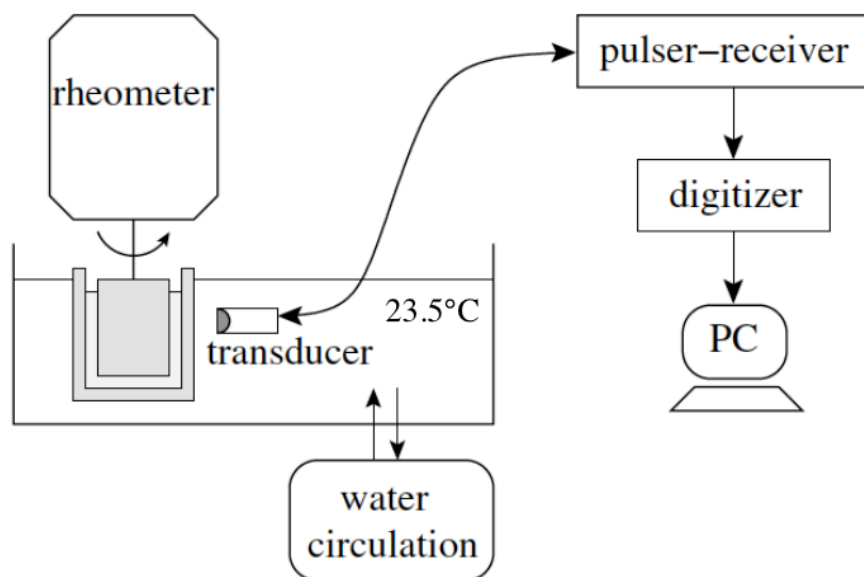 rheometer
pulser–receiver
digitizer
PC
23.5°C
transducer
water
circulation